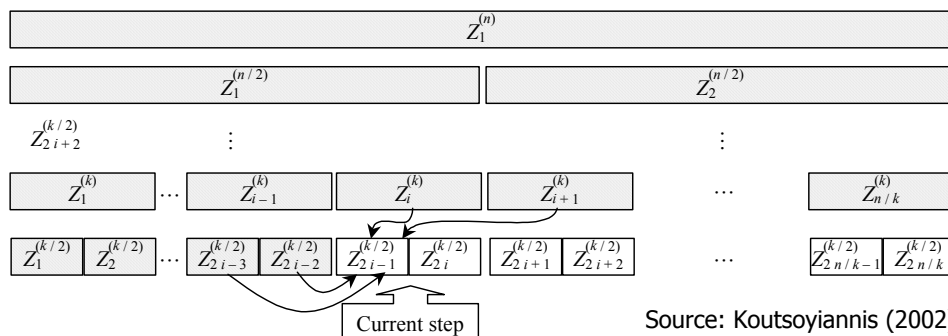 Z_1^{(n)}
Z_1^{(n/2)} Z_2^{(n/2)}
Z_{2i+2}^{(k/2)} ⋮ ⋮
Z_1^{(k)} ... Z_{i-1}^{(k)} Z_i^{(k)} Z_{i+1}^{(k)} ... Z_{n/k}^{(k)}
Z_1^{(k/2)} Z_2^{(k/2)} ... Z_{2i-3}^{(k/2)} Z_{2i-2}^{(k/2)} Z_{2i-1}^{(k/2)} Z_{2i}^{(k/2)} Z_{2i+1}^{(k/2)} Z_{2i+2}^{(k/2)} ... Z_{2n/k-1}^{(k/2)} Z_{2n/k}^{(k/2)}
Current step
Source: Koutsoyiannis (2002